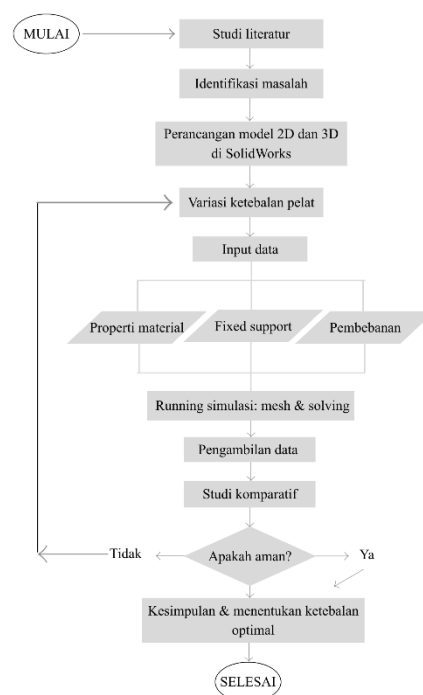 MULAI
Studi literatur
Identifikasi masalah
Perancangan model 2D dan 3D
di SolidWorks
Variasi ketebalan pelat
Input data
Properti material
Fixed support
Pembebanan
Running simulasi: mesh & solving
Pengambilan data
Studi komparatif
Tidak
Apakah aman?
Ya
Kesimpulan & menentukan ketebalan
optimal
SELESAI